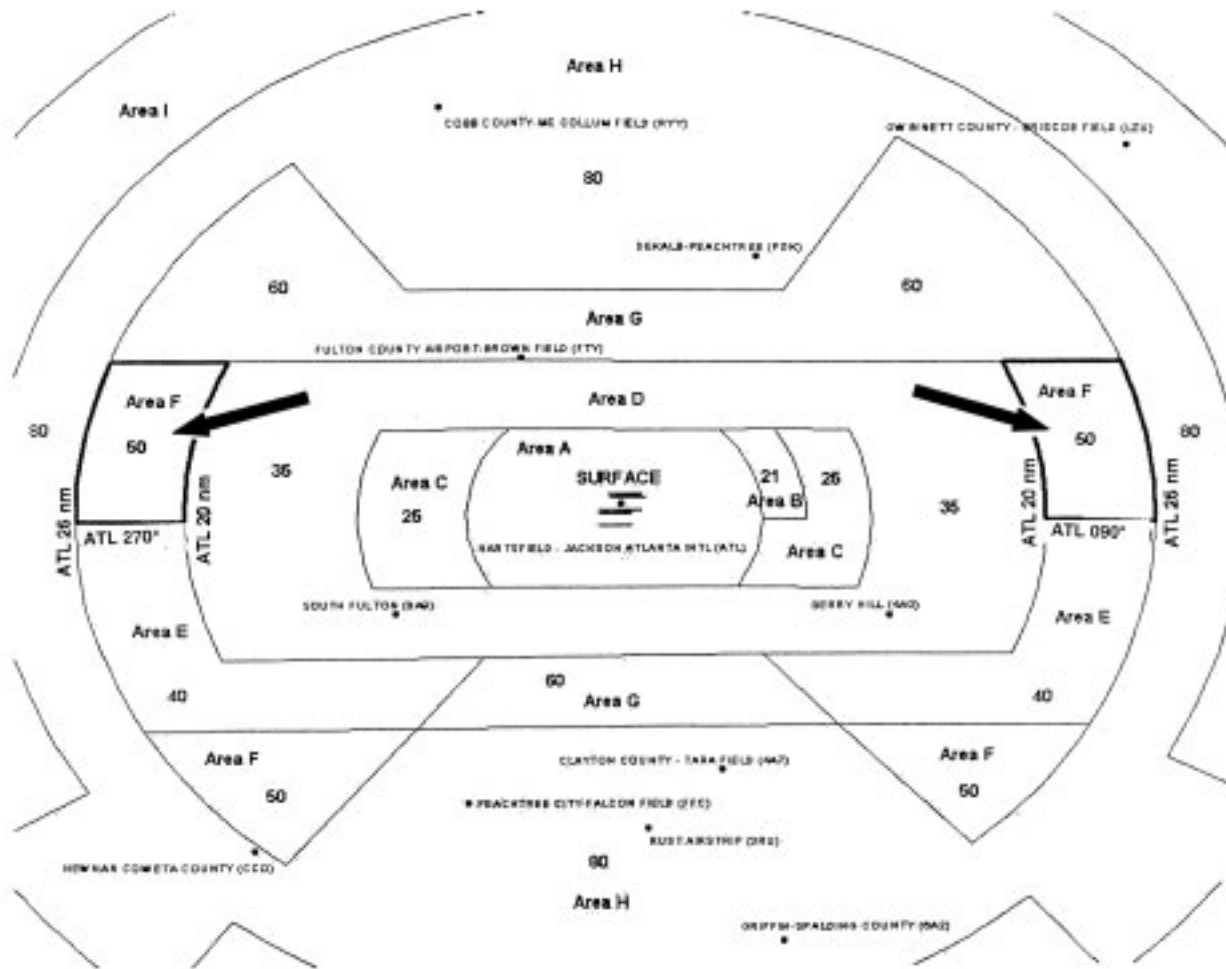 Area H
Area I
COBB COUNTY-MC COLLUM FIELD (RYY)
GWINNETT COUNTY - BRISCOE FIELD (LZU)
80
DEKALB-PEACHTREE (PDK)
60
60
Area G
FULTON COUNTY AIRPORT-BROWN FIELD (FTY)
Area F
Area F
Area D
80
50
50
80
Area A
35
Area C
SURFACE
21
25
Area B
35
25
ATL 26 nm
ATL 270°
ATL 20 nm
ATL 20 nm
ATL 090°
ATL 26 nm
HARTSFIELD - JACKSON ATLANTA INTL (ATL)
Area C
SOUTH FULTON
BERRY HILL
Area E
Area E
60
40
Area G
40
Area F
CLAYTON COUNTY - TARA FIELD
Area F
50
PEACHTREE CITY-FALCON FIELD (FFC)
50
RUST AIRSTRIP
NEWNAN COWETA COUNTY (CCO)
80
Area H
GRIFFIN-SPALDING COUNTY (6A2)